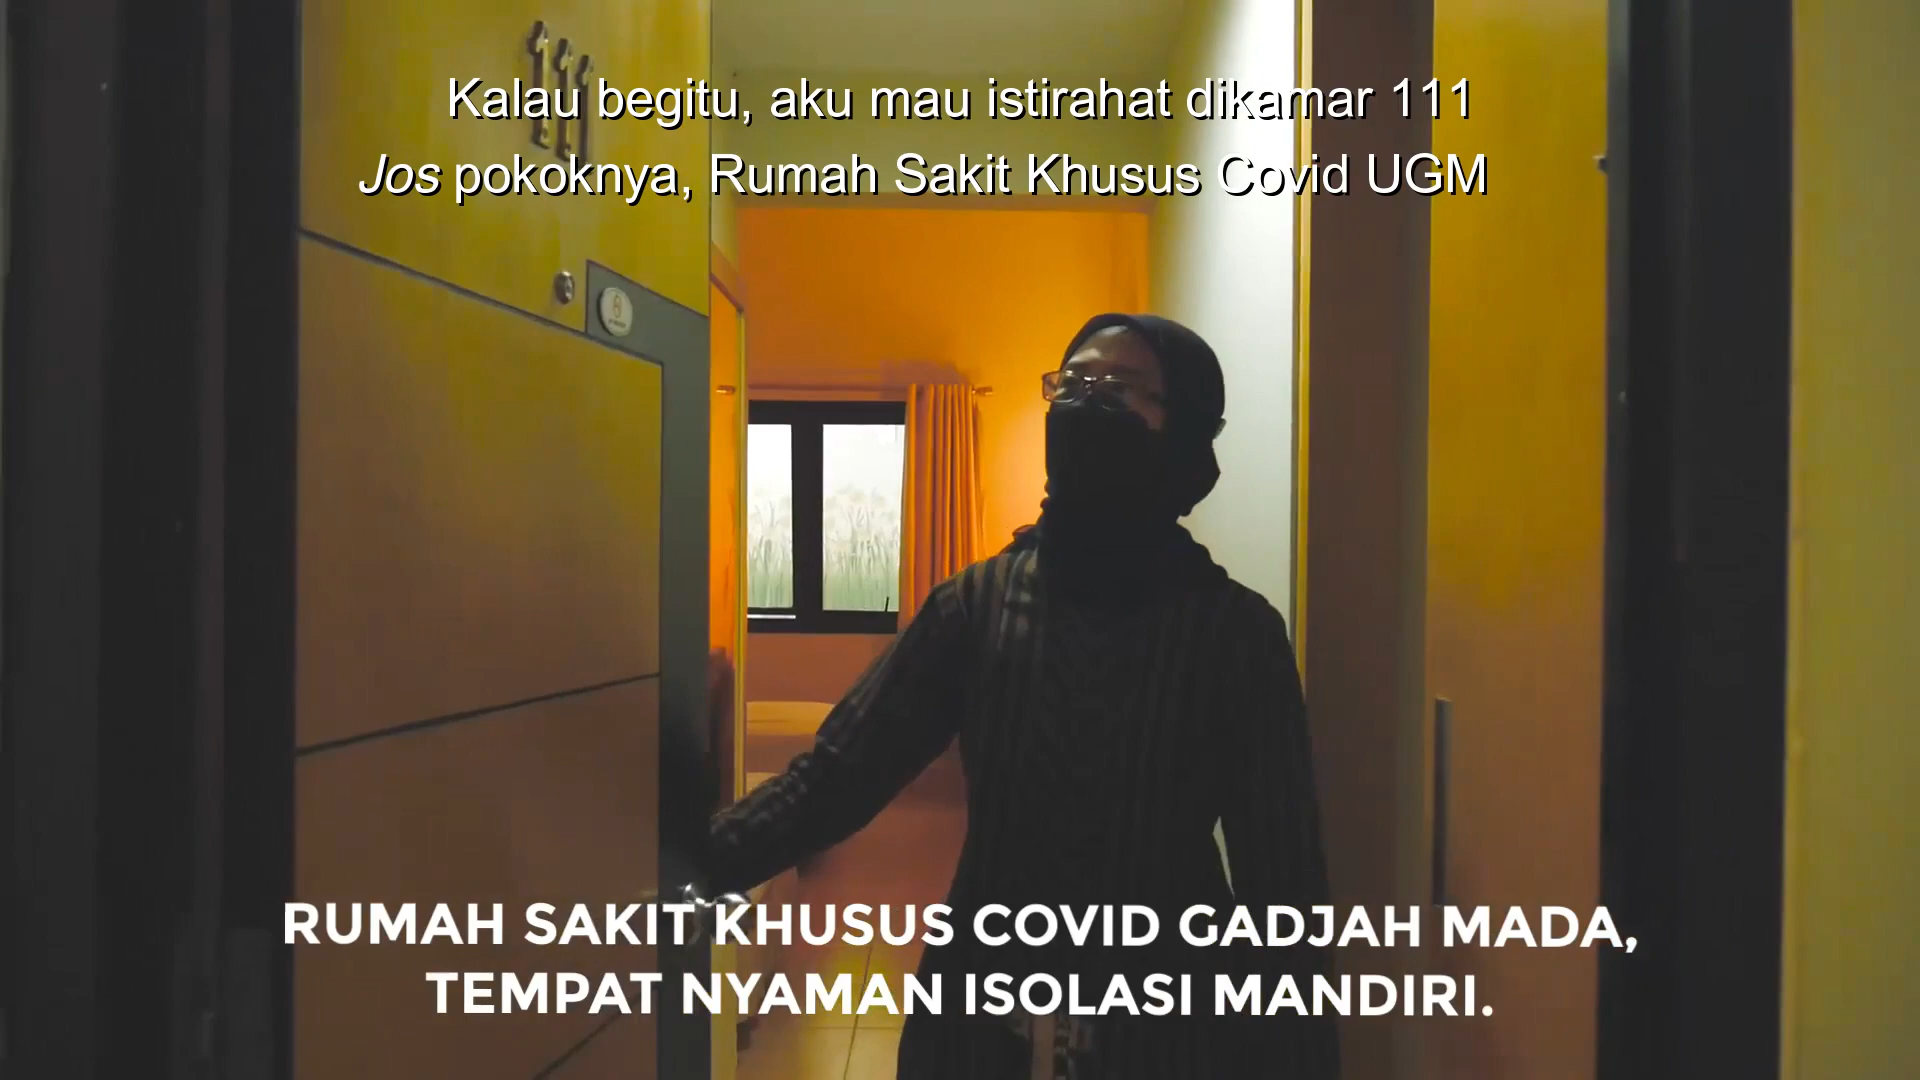 111
Kalau begitu, aku mau istirahat dikamar 111
Jos pokoknya, Rumah Sakit Khusus Covid UGM
RUMAH SAKIT KHUSUS COVID GADJAH MADA,
TEMPAT NYAMAN ISOLASI MANDIRI.